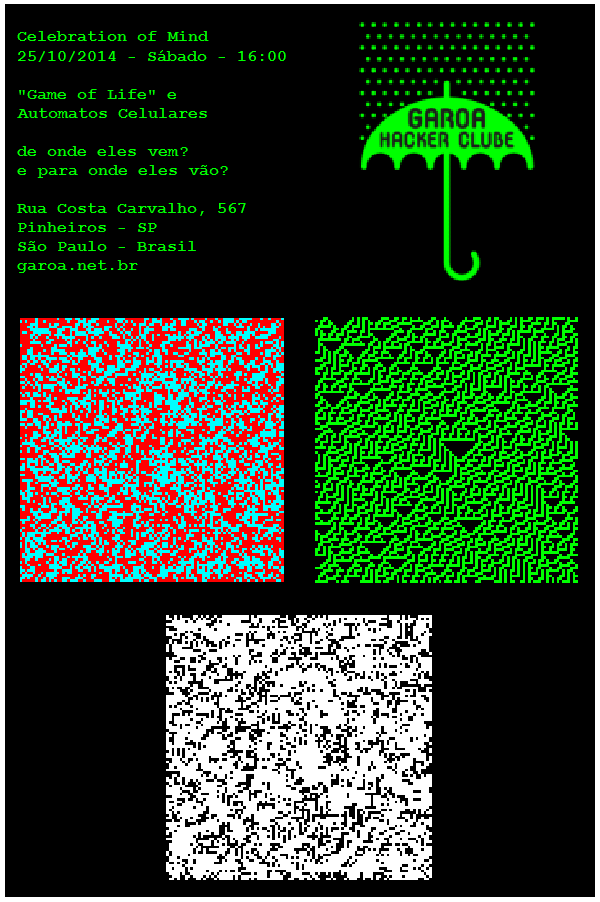 Celebration of Mind
25/10/2014 - Sábado - 16:00
"Game of Life" e
Automatos Celulares
de onde eles vem?
e para onde eles vão?
Rua Costa Carvalho, 567
Pinheiros - SP
São Paulo - Brasil
garoa.net.br
GAROA
HACKER CLUBE